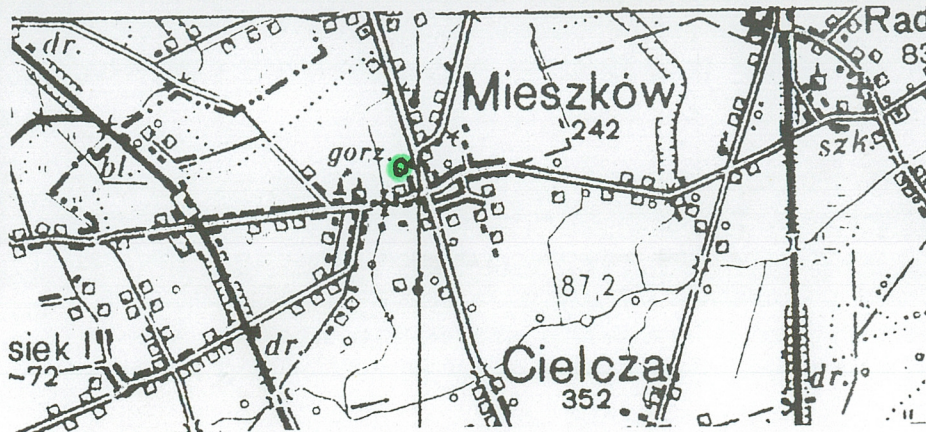 dr.
Rad
83
Mieszków
242
gorz.
bl.
szk.
87,2
siek I
~72
dr.
Cielcza
352
dr.